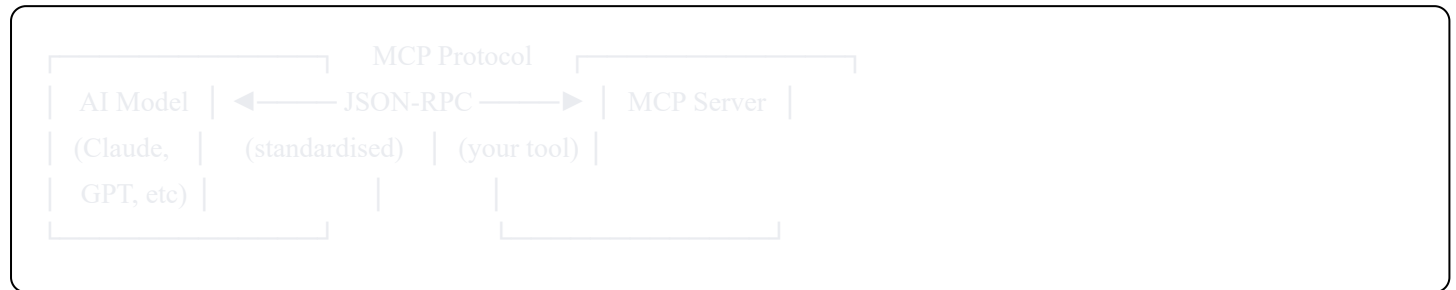 MCP Protocol
AI Model ◄─── JSON-RPC ───► MCP Server
(Claude, (standardised) (your tool)
GPT, etc)